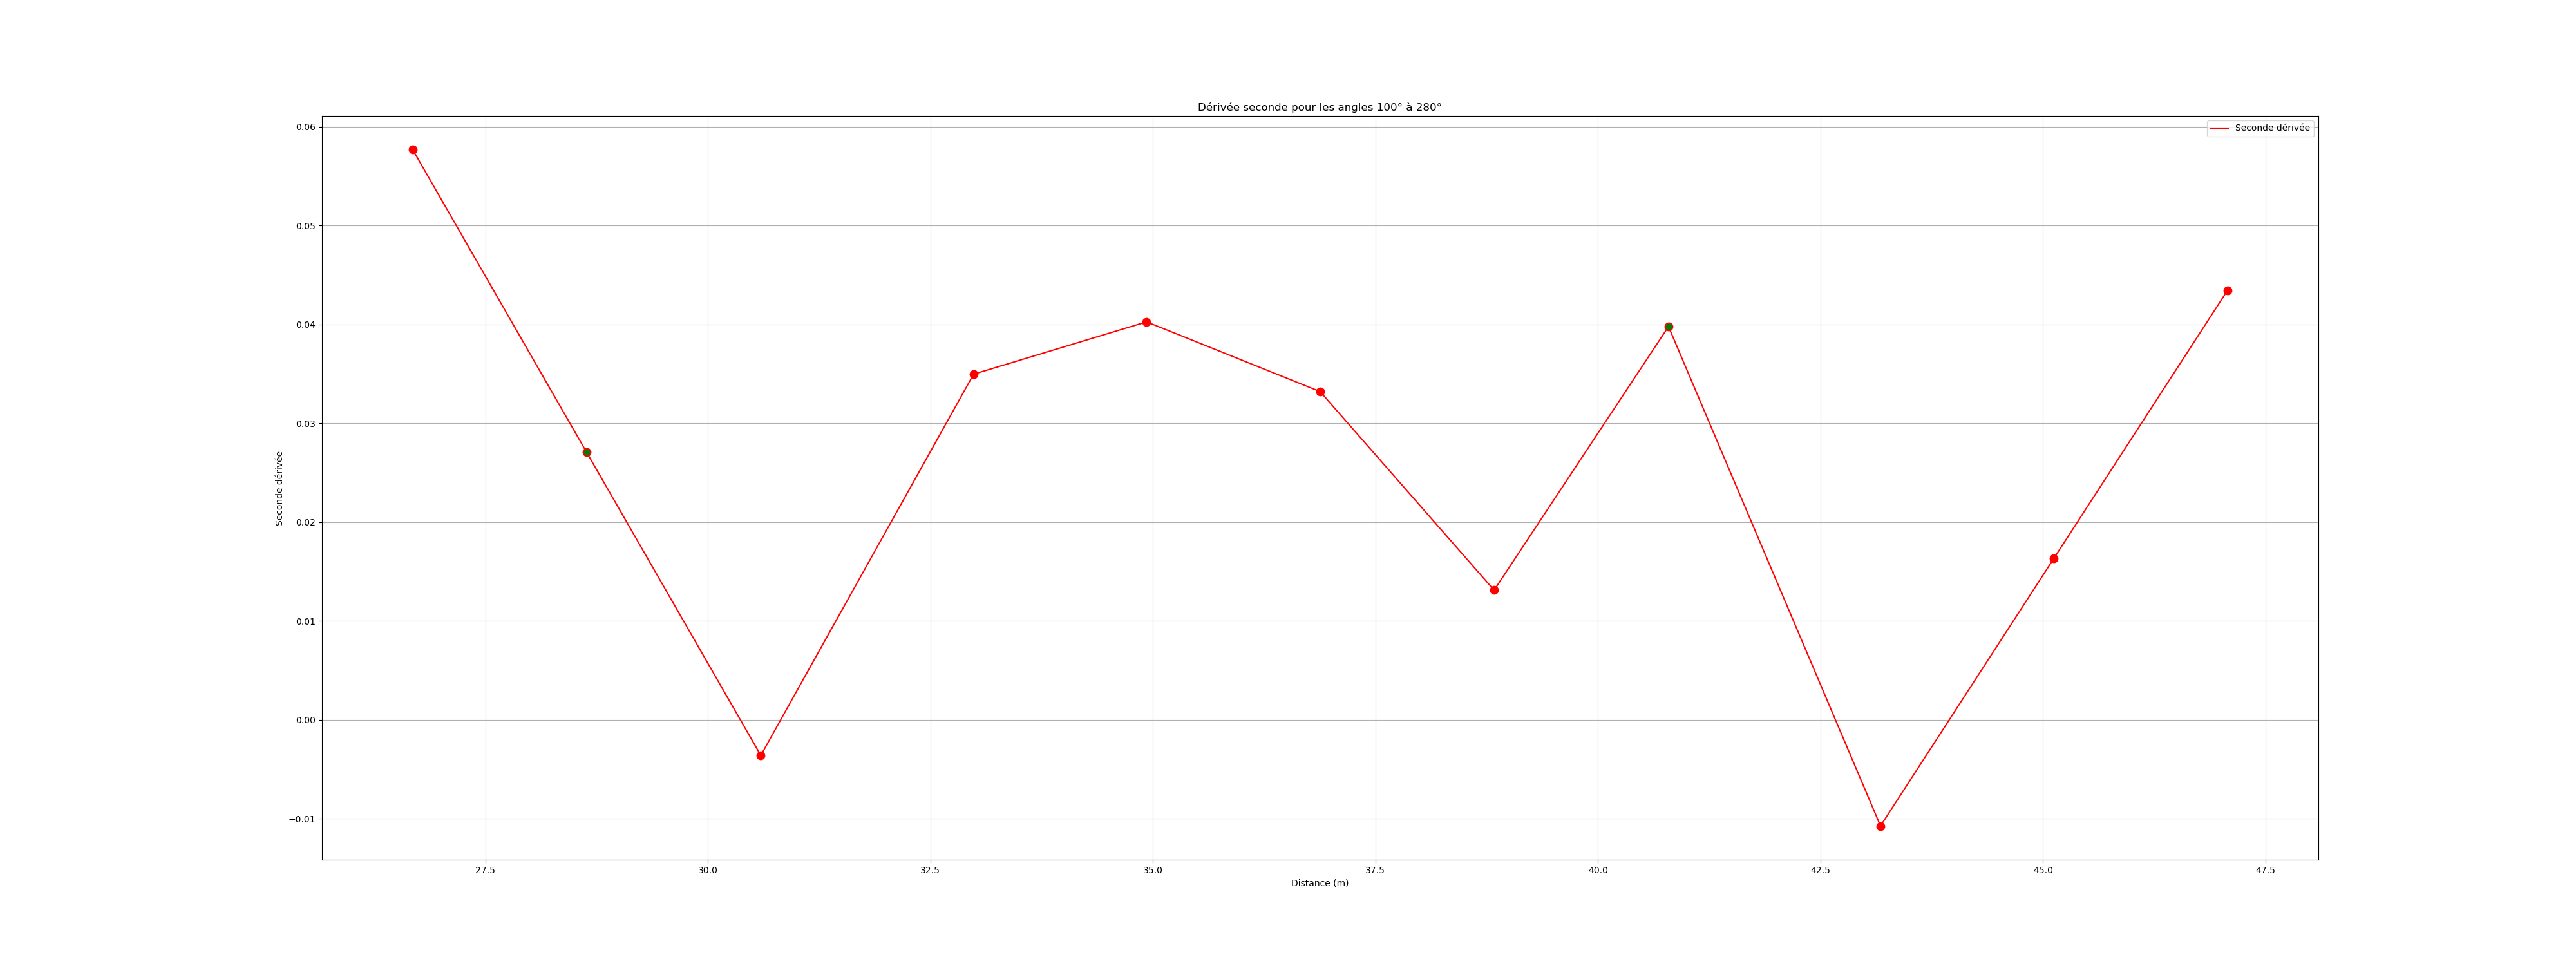 Dérivée seconde pour les angles 100° à 280°
Seconde dérivée
0.06
0.05
0.04
0.03
0.02
0.01
0.00
−0.01
Seconde dérivée
27.5 30.0 32.5 35.0 37.5 40.0 42.5 45.0 47.5
Distance (m)